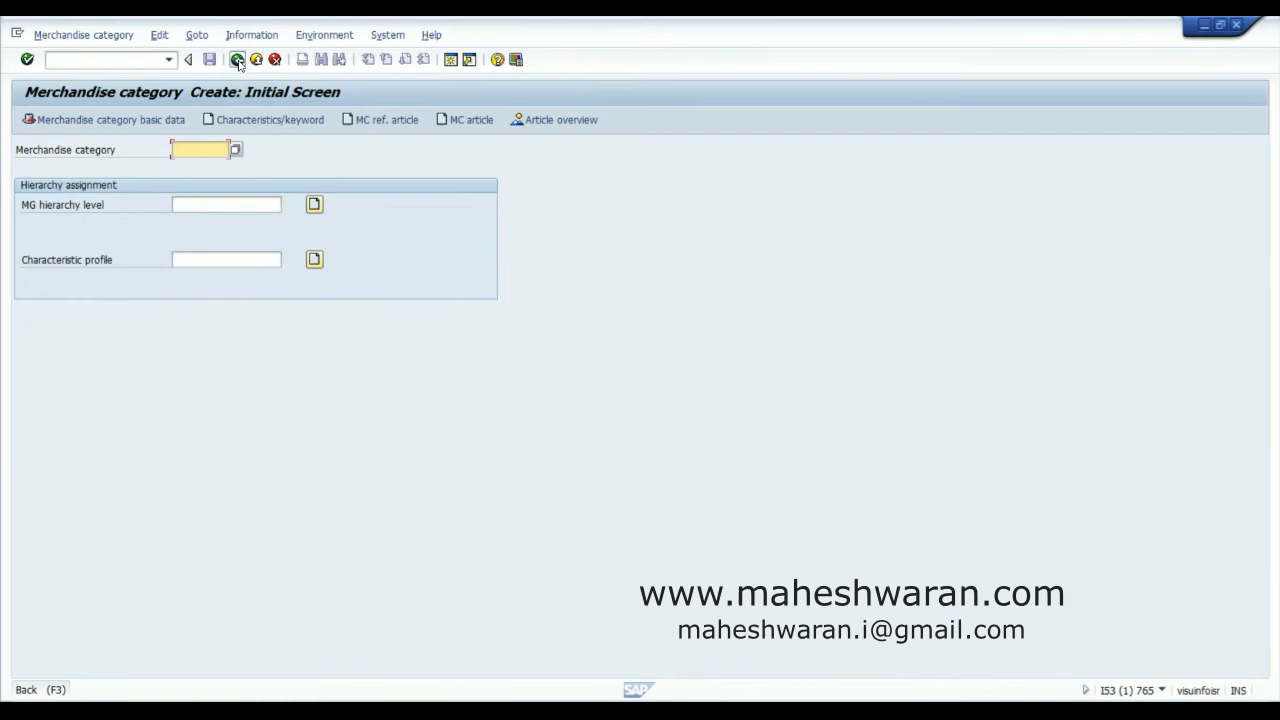 Merchandise category Edit Goto Information Environment System Help
Merchandise category Create: Initial Screen
Merchandise category basic data Characteristics/keyword MC ref. article MC article Article overview
Merchandise category
Hierarchy assignment
MG hierarchy level
Characteristic profile
www.maheshwaran.com
maheshwaran.i@gmail.com
Back (F3) SAP I53 (1) 765 visuinfoisr INS